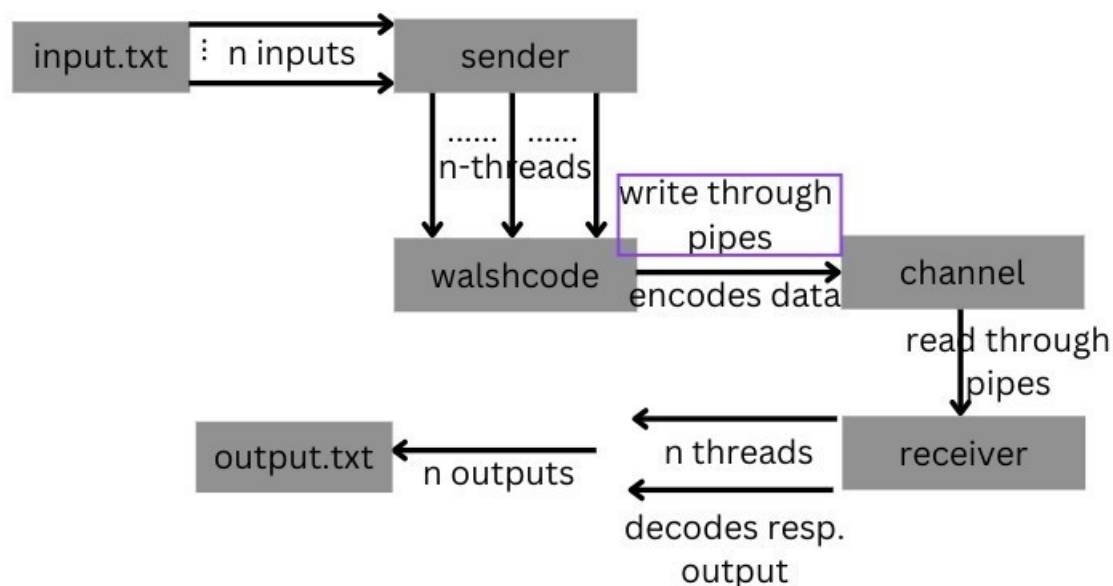 input.txt
⋮ n inputs
sender
...... ......
n-threads
write through
pipes
walshcode
encodes data
channel
read through
pipes
receiver
n threads
decodes resp.
output
n outputs
output.txt